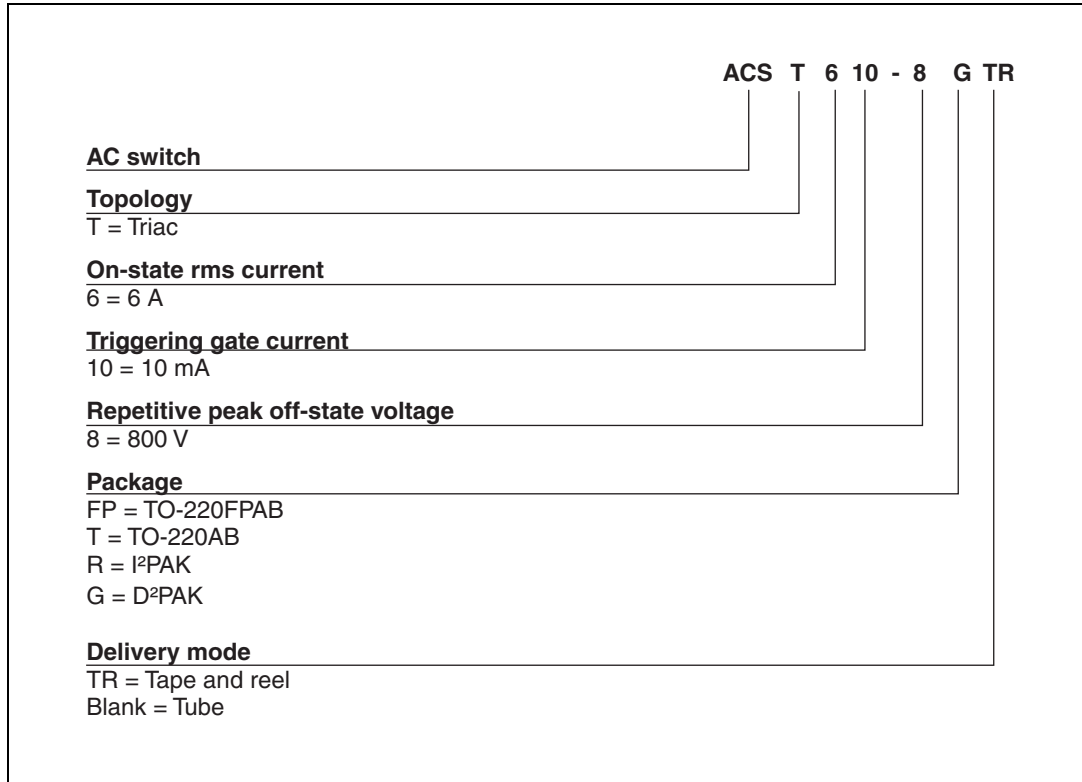 ACS T 6 10 - 8 G TR
AC switch
Topology
T = Triac
On-state rms current
6 = 6 A
Triggering gate current
10 = 10 mA
Repetitive peak off-state voltage
8 = 800 V
Package
FP = TO-220FPAB
T = TO-220AB
R = I²PAK
G = D²PAK
Delivery mode
TR = Tape and reel
Blank = Tube